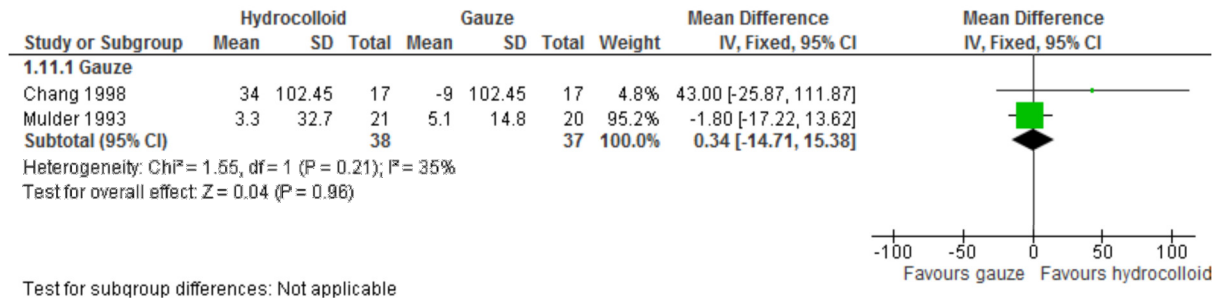 Hydrocolloid Gauze Mean Difference Mean Difference
Study or Subgroup Mean SD Total Mean SD Total Weight IV, Fixed, 95% CI IV, Fixed, 95% CI
1.11.1 Gauze
Chang 1998 34 102.45 17 -9 102.45 17 4.8% 43.00 [-25.87, 111.87]
Mulder 1993 3.3 32.7 21 5.1 14.8 20 95.2% -1.80 [-17.22, 13.62]
Subtotal (95% CI) 38 37 100.0% 0.34 [-14.71, 15.38]
Heterogeneity: Chi² = 1.55, df = 1 (P = 0.21); I² = 35%
Test for overall effect: Z = 0.04 (P = 0.96)
-100 -50 0 50 100
Favours gauze Favours hydrocolloid
Test for subgroup differences: Not applicable